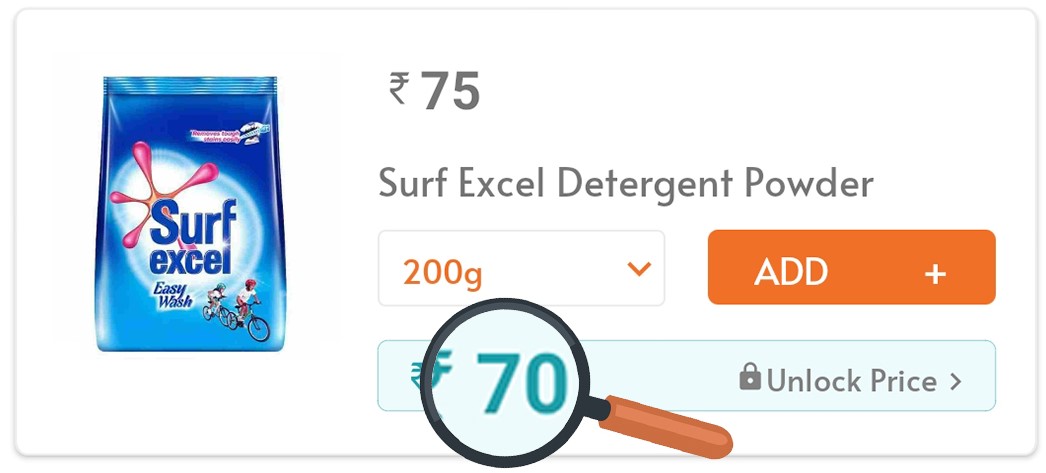 ₹ 75
Removes tough
stains easily
Surf
excel
Easy
Wash
Surf Excel Detergent Powder
200g
ADD +
₹ 70
Unlock Price >